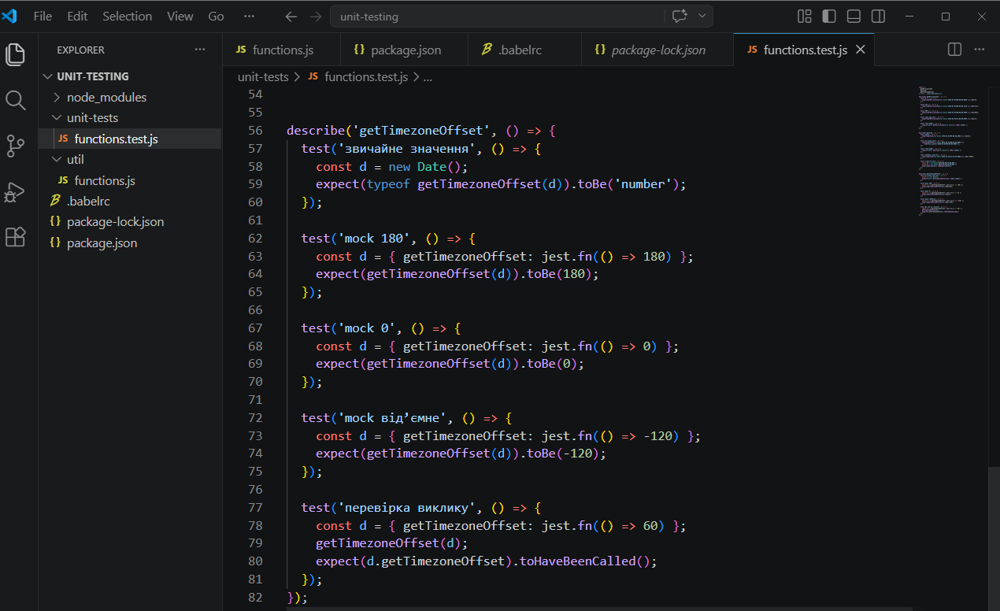 File Edit Selection View Go ··· unit-testing
EXPLORER ···
UNIT-TESTING
node_modules
unit-tests
JS functions.test.js
util
JS functions.js
.babelrc
{} package-lock.json
{} package.json
JS functions.js {} package.json .babelrc {} package-lock.json JS functions.test.js
unit-tests > JS functions.test.js > ...
54
55
56 describe('getTimezoneOffset', () => {
57 test('звичайне значення', () => {
58 const d = new Date();
59 expect(typeof getTimezoneOffset(d)).toBe('number');
60 });
61
62 test('mock 180', () => {
63 const d = { getTimezoneOffset: jest.fn(() => 180) };
64 expect(getTimezoneOffset(d)).toBe(180);
65 });
66
67 test('mock 0', () => {
68 const d = { getTimezoneOffset: jest.fn(() => 0) };
69 expect(getTimezoneOffset(d)).toBe(0);
70 });
71
72 test('mock від’ємне', () => {
73 const d = { getTimezoneOffset: jest.fn(() => -120) };
74 expect(getTimezoneOffset(d)).toBe(-120);
75 });
76
77 test('перевірка виклику', () => {
78 const d = { getTimezoneOffset: jest.fn(() => 60) };
79 getTimezoneOffset(d);
80 expect(d.getTimezoneOffset).toHaveBeenCalled();
81 });
82 });